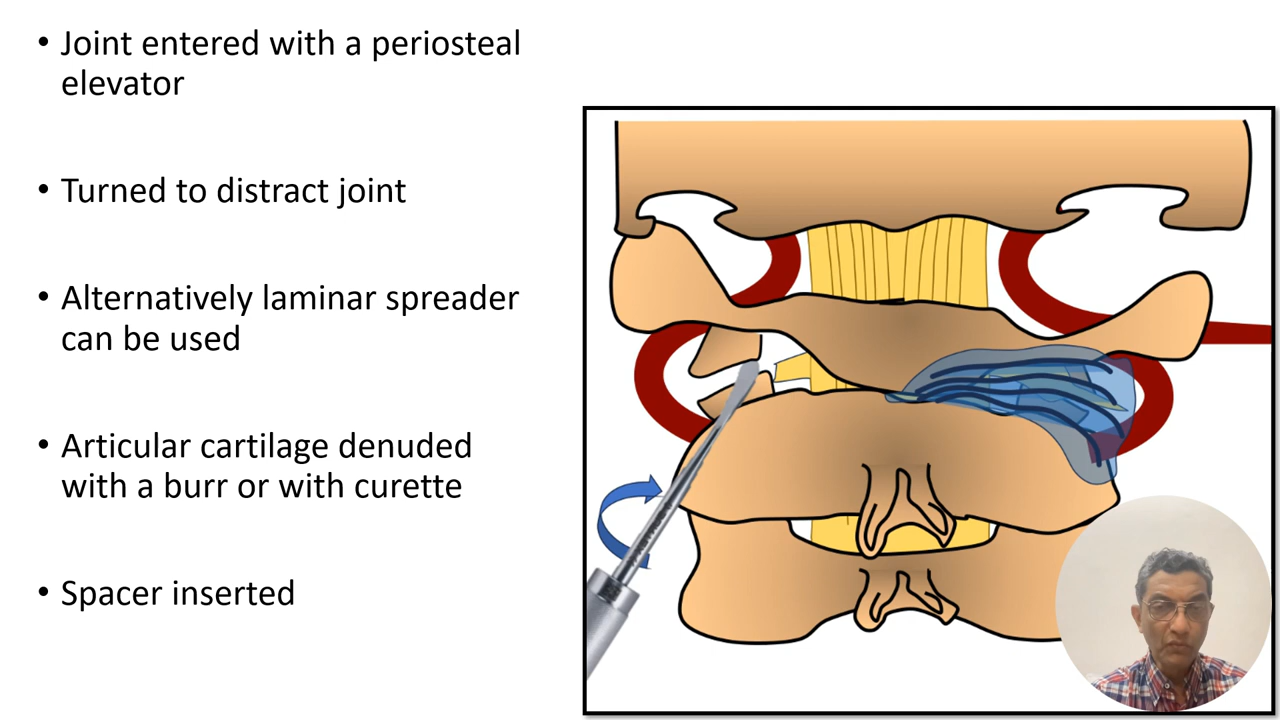 • Joint entered with a periosteal
elevator
• Turned to distract joint
• Alternatively laminar spreader
can be used
• Articular cartilage denuded
with a burr or with curette
• Spacer inserted